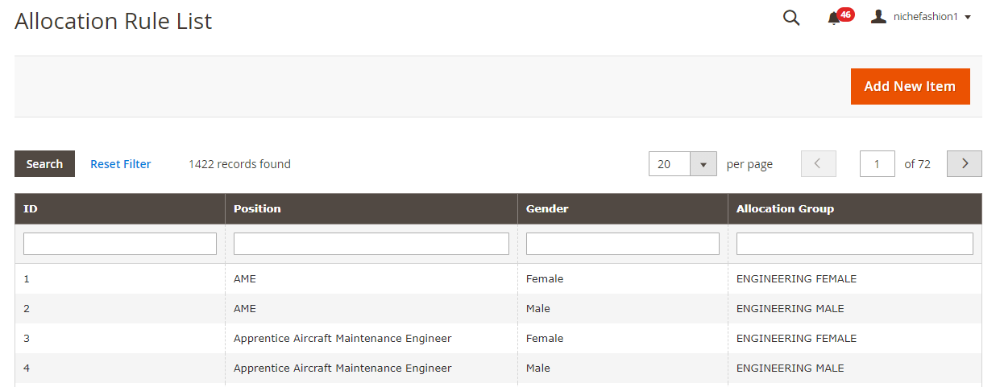 Allocation Rule List
46
nichefashion1
Add New Item
Search Reset Filter 1422 records found 20 per page 1 of 72
ID Position Gender Allocation Group
1 AME Female ENGINEERING FEMALE
2 AME Male ENGINEERING MALE
3 Apprentice Aircraft Maintenance Engineer Female ENGINEERING FEMALE
4 Apprentice Aircraft Maintenance Engineer Male ENGINEERING MALE